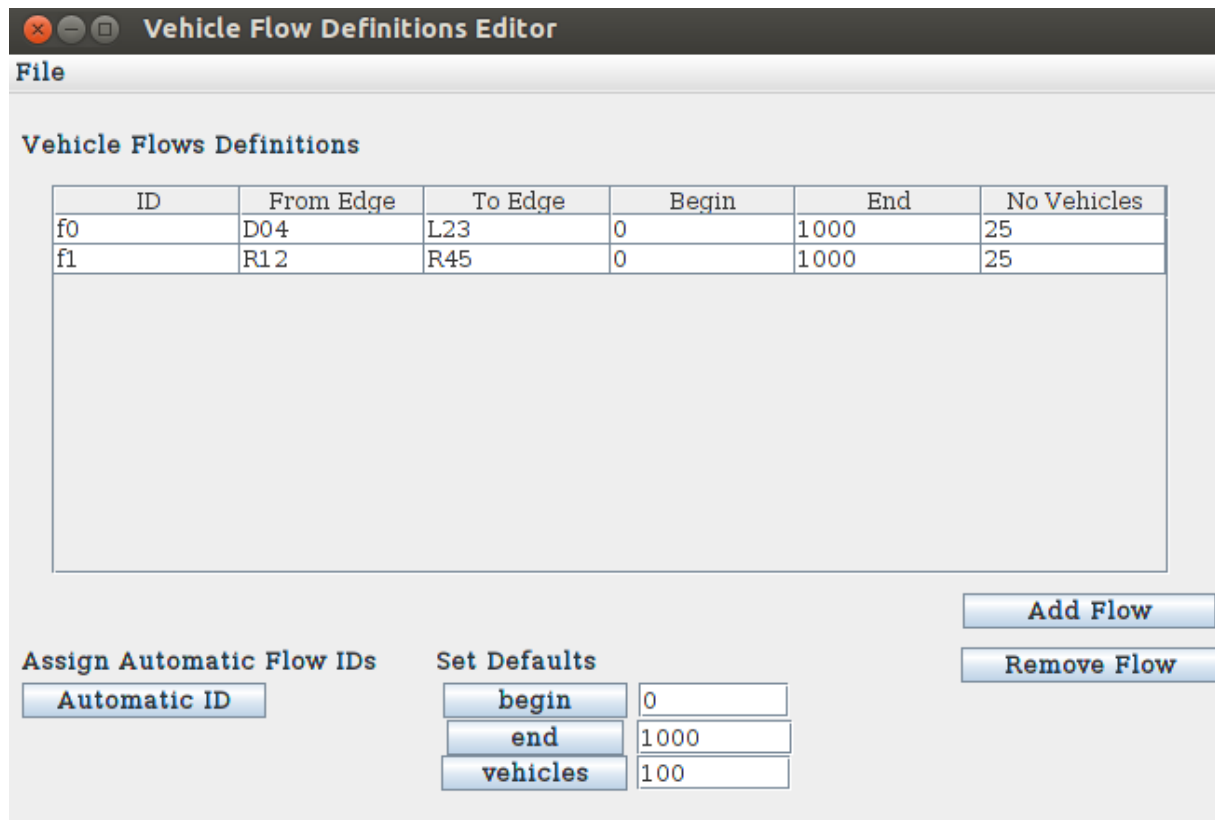 Vehicle Flow Definitions Editor
File
Vehicle Flows Definitions
ID From Edge To Edge Begin End No Vehicles
f0 D04 L23 0 1000 25
f1 R12 R45 0 1000 25
Add Flow
Assign Automatic Flow IDs Set Defaults Remove Flow
Automatic ID begin 0
end 1000
vehicles 100